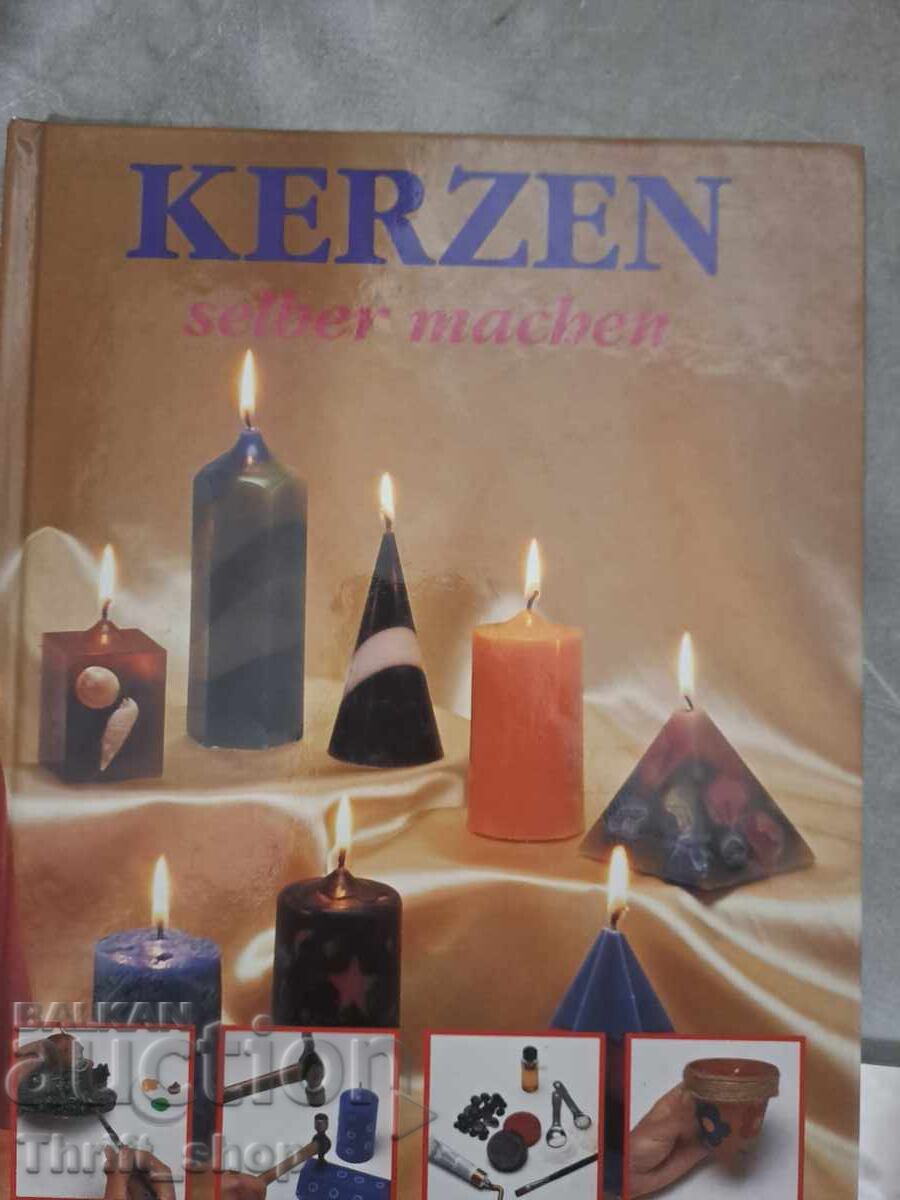 KERZEN
selber machen
BALKAN
auction
Thrift_shop